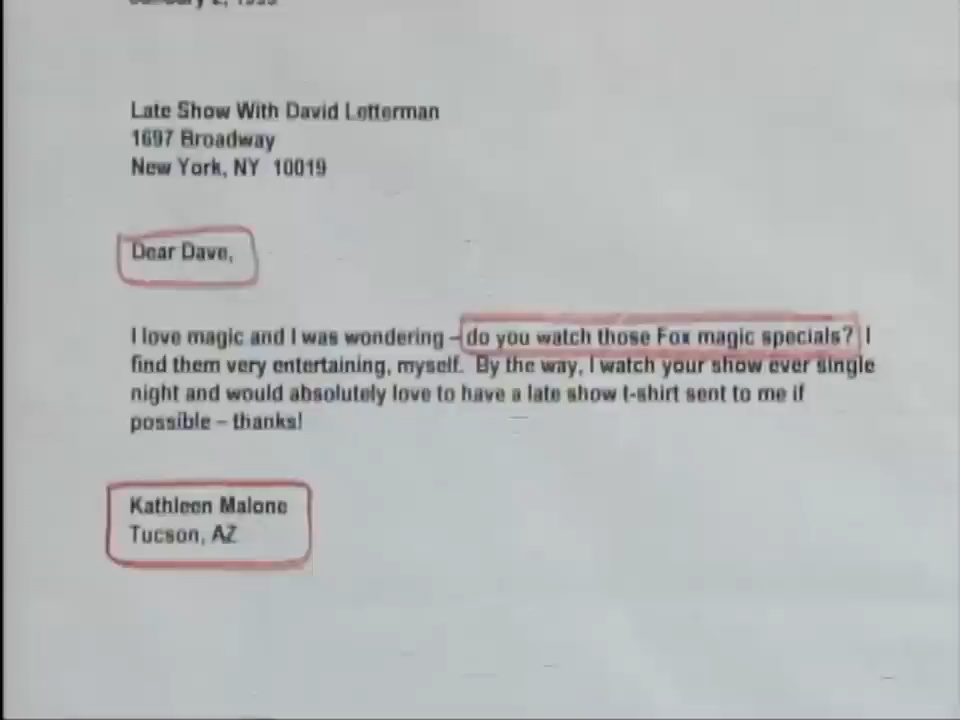 Late Show With David Letterman
1697 Broadway
New York, NY 10019
Dear Dave,
I love magic and I was wondering – do you watch those Fox magic specials? I
find them very entertaining, myself. By the way, I watch your show ever single
night and would absolutely love to have a late show t-shirt sent to me if
possible – thanks!
Kathleen Malone
Tucson, AZ